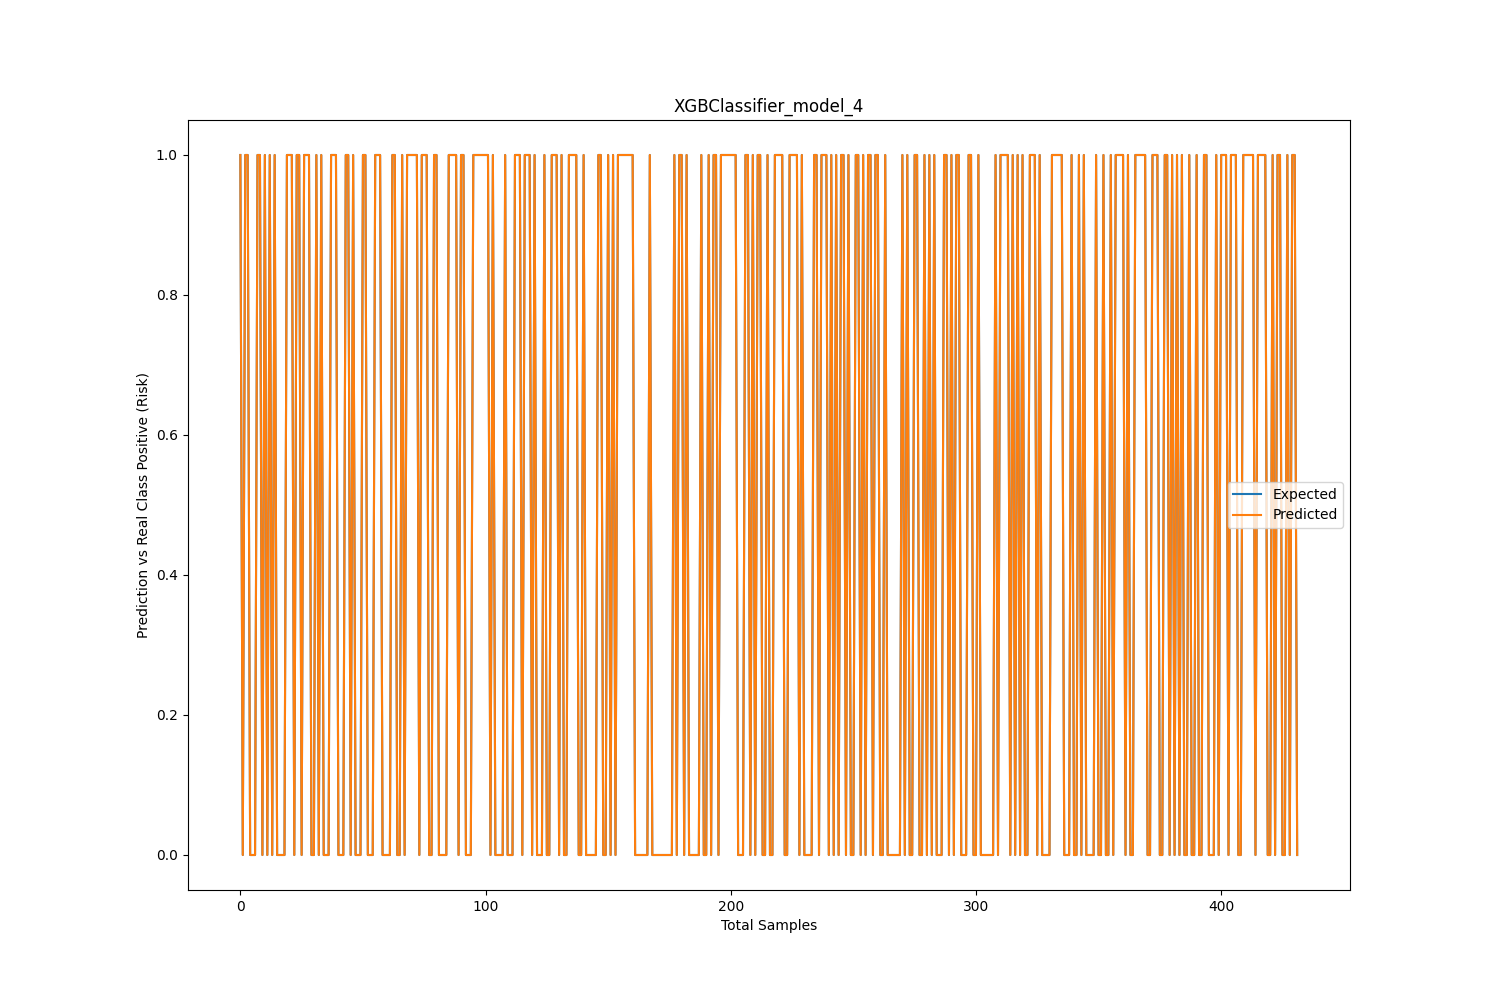 XGBClassifier_model_4
Prediction vs Real Class Positive (Risk)
1.0
0.8
0.6
0.4
0.2
0.0
Expected
Predicted
0 100 200 300 400
Total Samples